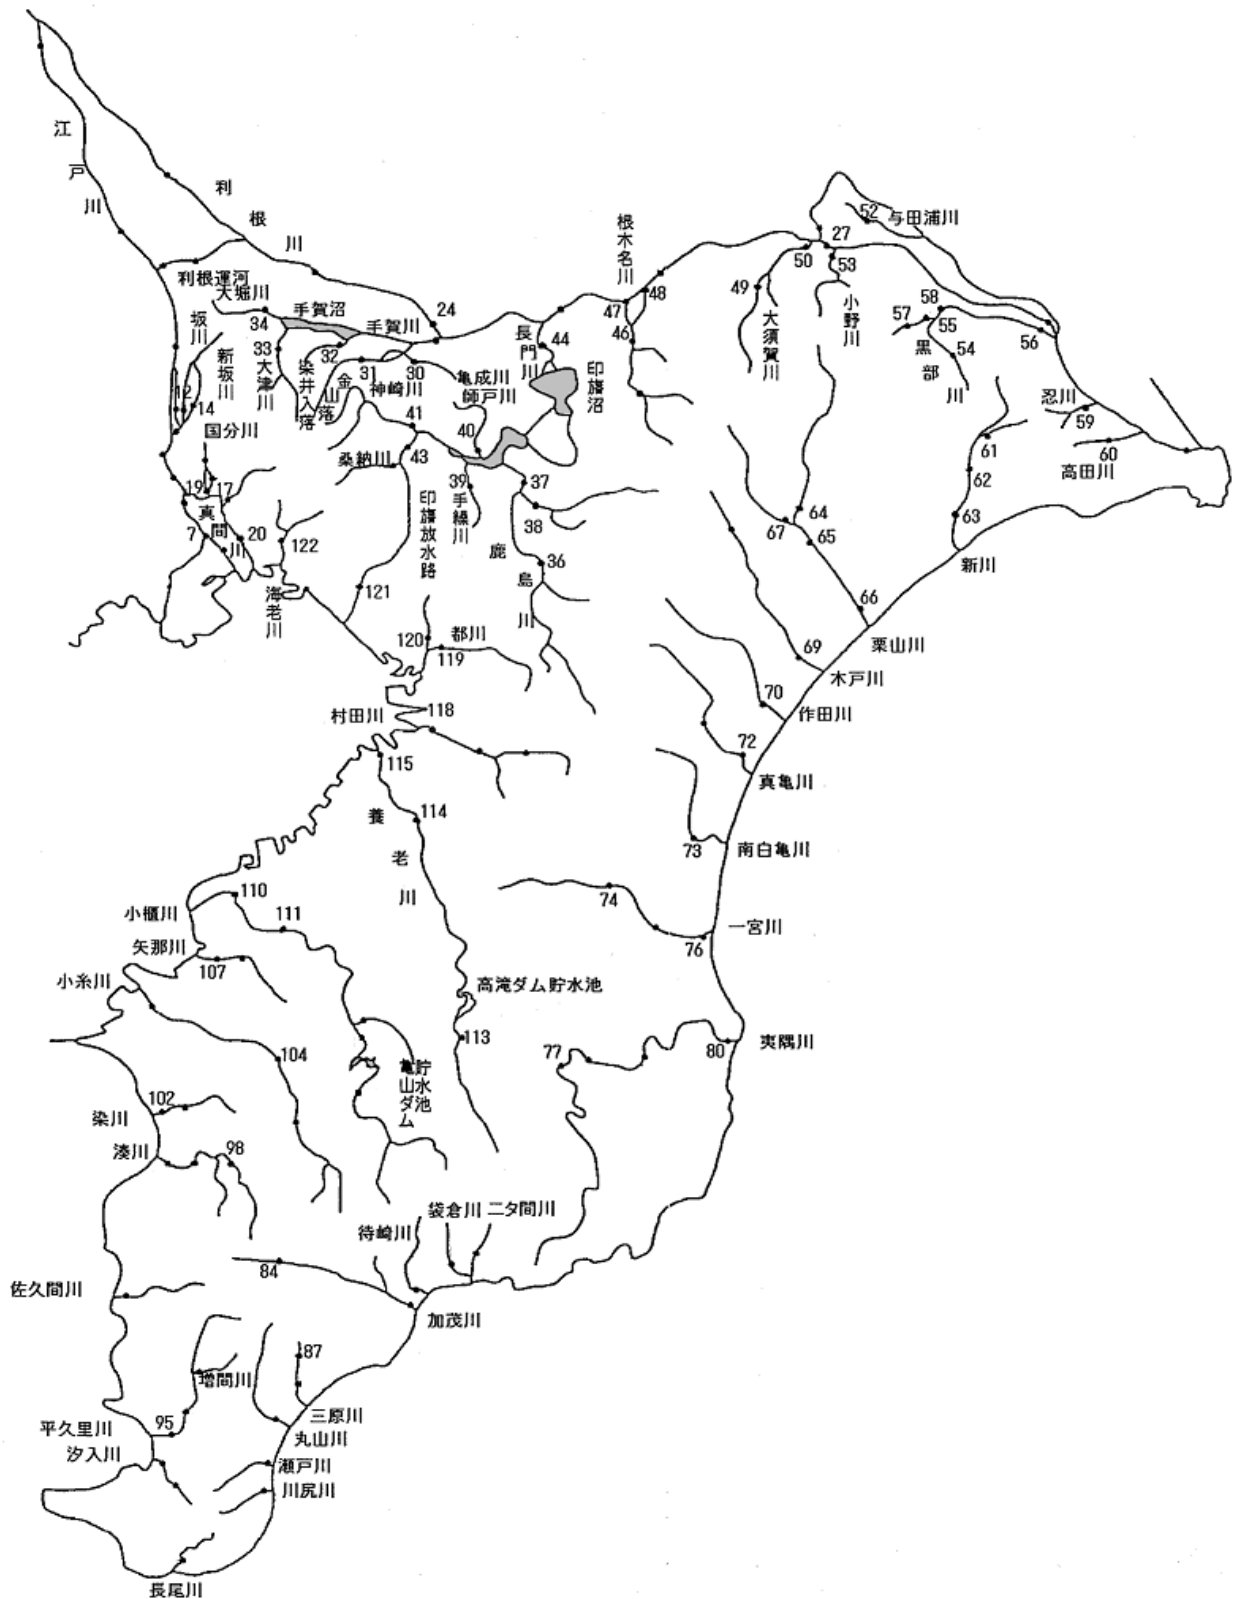 江戸川
利根川
52
与田浦川
根木名川
27
50
53
利根運河
大堀川
手賀沼
手賀川
24
48
47
49
小野川
58
57
55
坂川
34
33
32
31
30
長門川
44
46
大須賀川
黒部川
54
56
新坂川
大津川
染井入落
金山落
神崎川
亀成川
師戸川
印旛沼
忍川
59
12
14
国分川
41
40
61
60
高田川
43
桑納川
39
37
62
19
17
真間川
印旛放水路
手繰川
38
64
67
65
63
7
20
122
鹿島川
36
新川
海老川
121
66
120
都川
119
69
栗山川
木戸川
村田川
118
70
作田川
115
72
真亀川
養老川
114
73
南白亀川
110
74
小櫃川
111
76
一宮川
矢那川
107
小糸川
高滝ダム貯水池
113
77
80
夷隅川
104
亀山ダム貯水池
102
染川
湊川
98
待崎川
袋倉川
二タ間川
84
佐久間川
加茂川
87
増間川
三原川
平久里川
95
丸山川
汐入川
瀬戸川
川尻川
長尾川